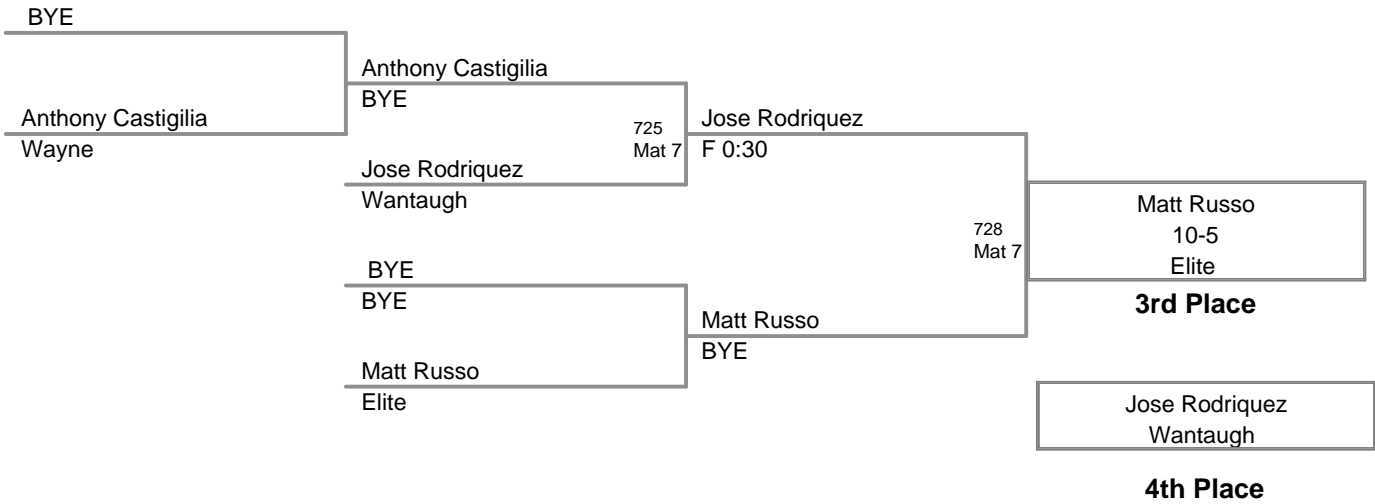 BYE
Anthony Castigilia
Wayne
Anthony Castigilia
BYE
Jose Rodriquez
Wantaugh
BYE
BYE
Matt Russo
Elite
725
Mat 7
Jose Rodriquez
F 0:30
Matt Russo
BYE
728
Mat 7
Matt Russo
10-5
Elite
3rd Place
Jose Rodriquez
Wantaugh
4th Place